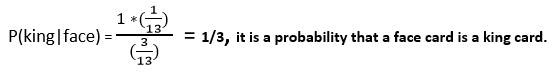 P(king|face) = (1 *(1/13)) / (3/13) = 1/3, it is a probability that a face card is a king card.